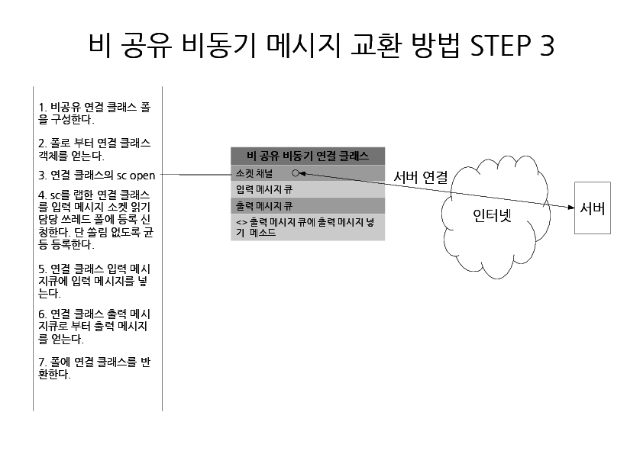 비 공유 비동기 메시지 교환 방법 STEP 3
1. 비공유 연결 클래스 폴
을 구성한다.
2. 폴로 부터 연결 클래스
객체를 얻는다.
3. 연결 클래스의 sc open
4. sc를 랩한 연결 클래스
를 입력 메시지 소켓 읽기
담당 쓰레드 폴에 등록 신
청한다. 단 쏠림 없도록 균
등 등록한다.
5. 연결 클래스 입력 메시
지큐에 입력 메시지를 넣
는다.
6. 연결 클래스 출력 메시
지큐로 부터 출력 메시지
를 얻는다.
7. 폴에 연결 클래스를 반
환한다.
비 공유 비동기 연결 클래스
소켓 채널
입력 메시지 큐
출력 메시지 큐
<> 출력 메시지 큐에 출력 메시지 넣
기 메소드
서버 연결
인터넷
서버